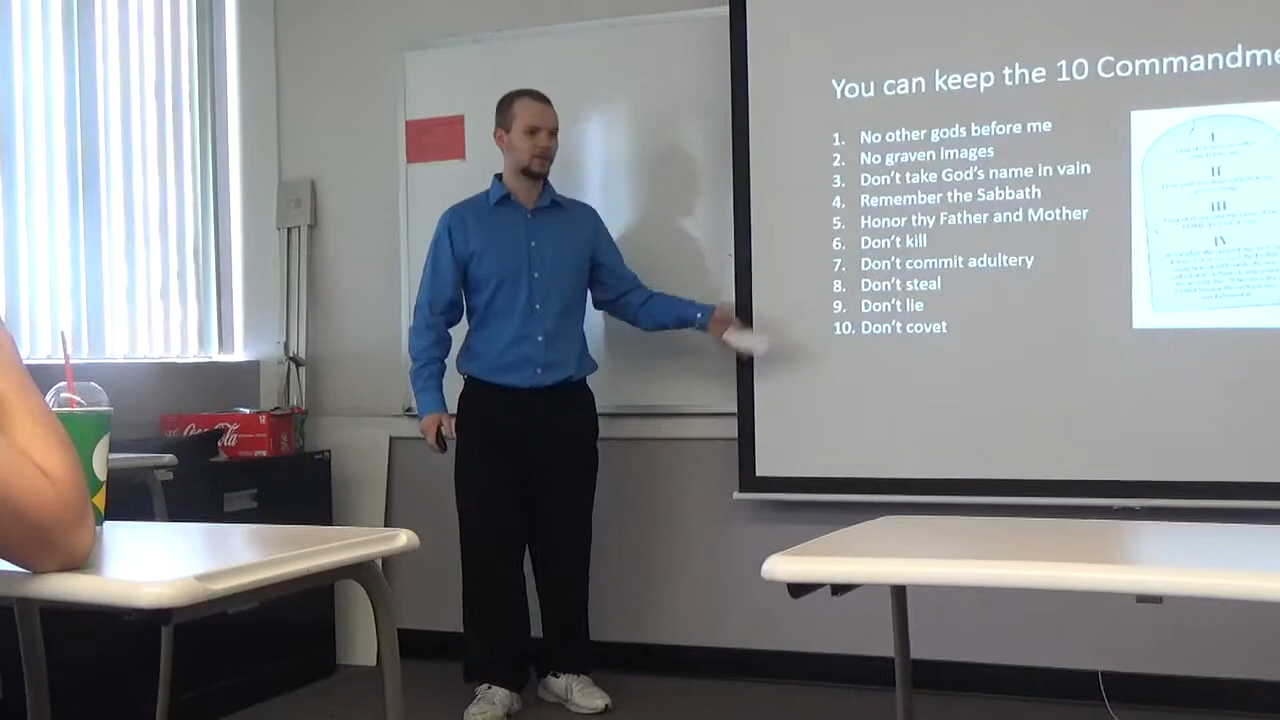 You can keep the 10 Commandme
1. No other gods before me
2. No graven images
3. Don't take God's name in vain
4. Remember the Sabbath
5. Honor thy Father and Mother
6. Don't kill
7. Don't commit adultery
8. Don't steal
9. Don't lie
10. Don't covet
I
II
III
IV
Coca-Cola